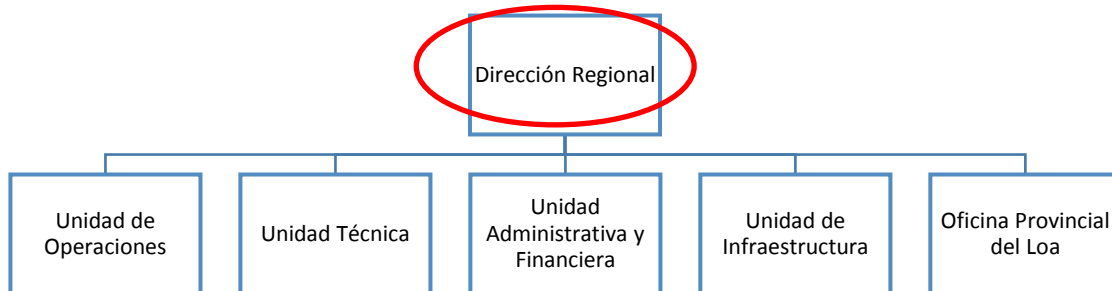 Dirección Regional
Unidad de
Operaciones
Unidad Técnica
Unidad
Administrativa y
Financiera
Unidad de
Infraestructura
Oficina Provincial
del Loa